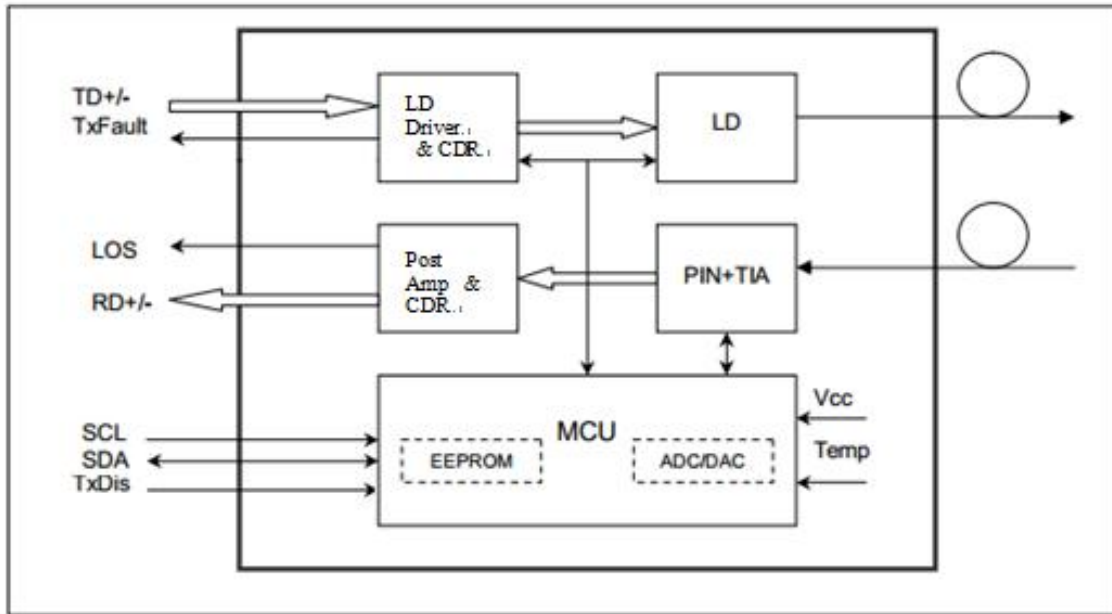 TD+/-
TxFault
LD
Driver.
& CDR.
LD
LOS
RD+/-
Post
Amp &
CDR.
PIN+TIA
SCL
SDA
TxDis
MCU
EEPROM
ADC/DAC
Vcc
Temp